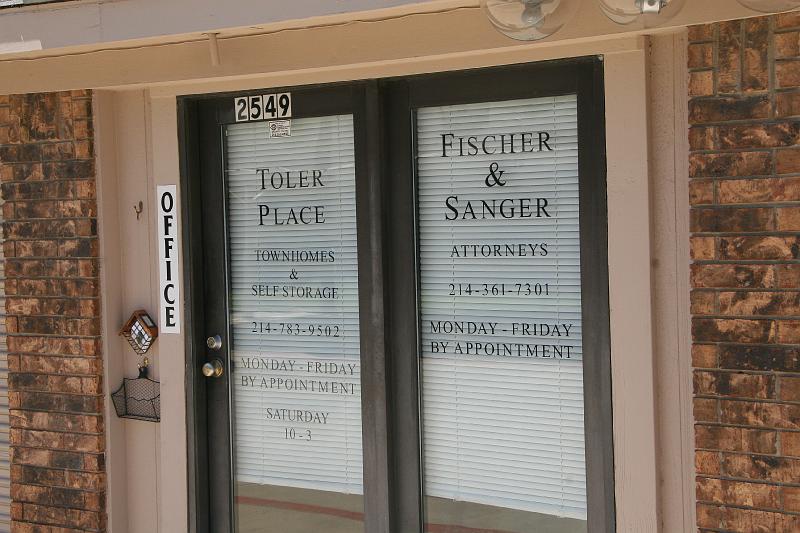 2549
OFFICE
TOLER
PLACE
TOWNHOMES
&
SELF STORAGE
214-783-9502
MONDAY - FRIDAY
BY APPOINTMENT
SATURDAY
10 - 3
FISCHER
&
SANGER
ATTORNEYS
214-361-7301
MONDAY - FRIDAY
BY APPOINTMENT